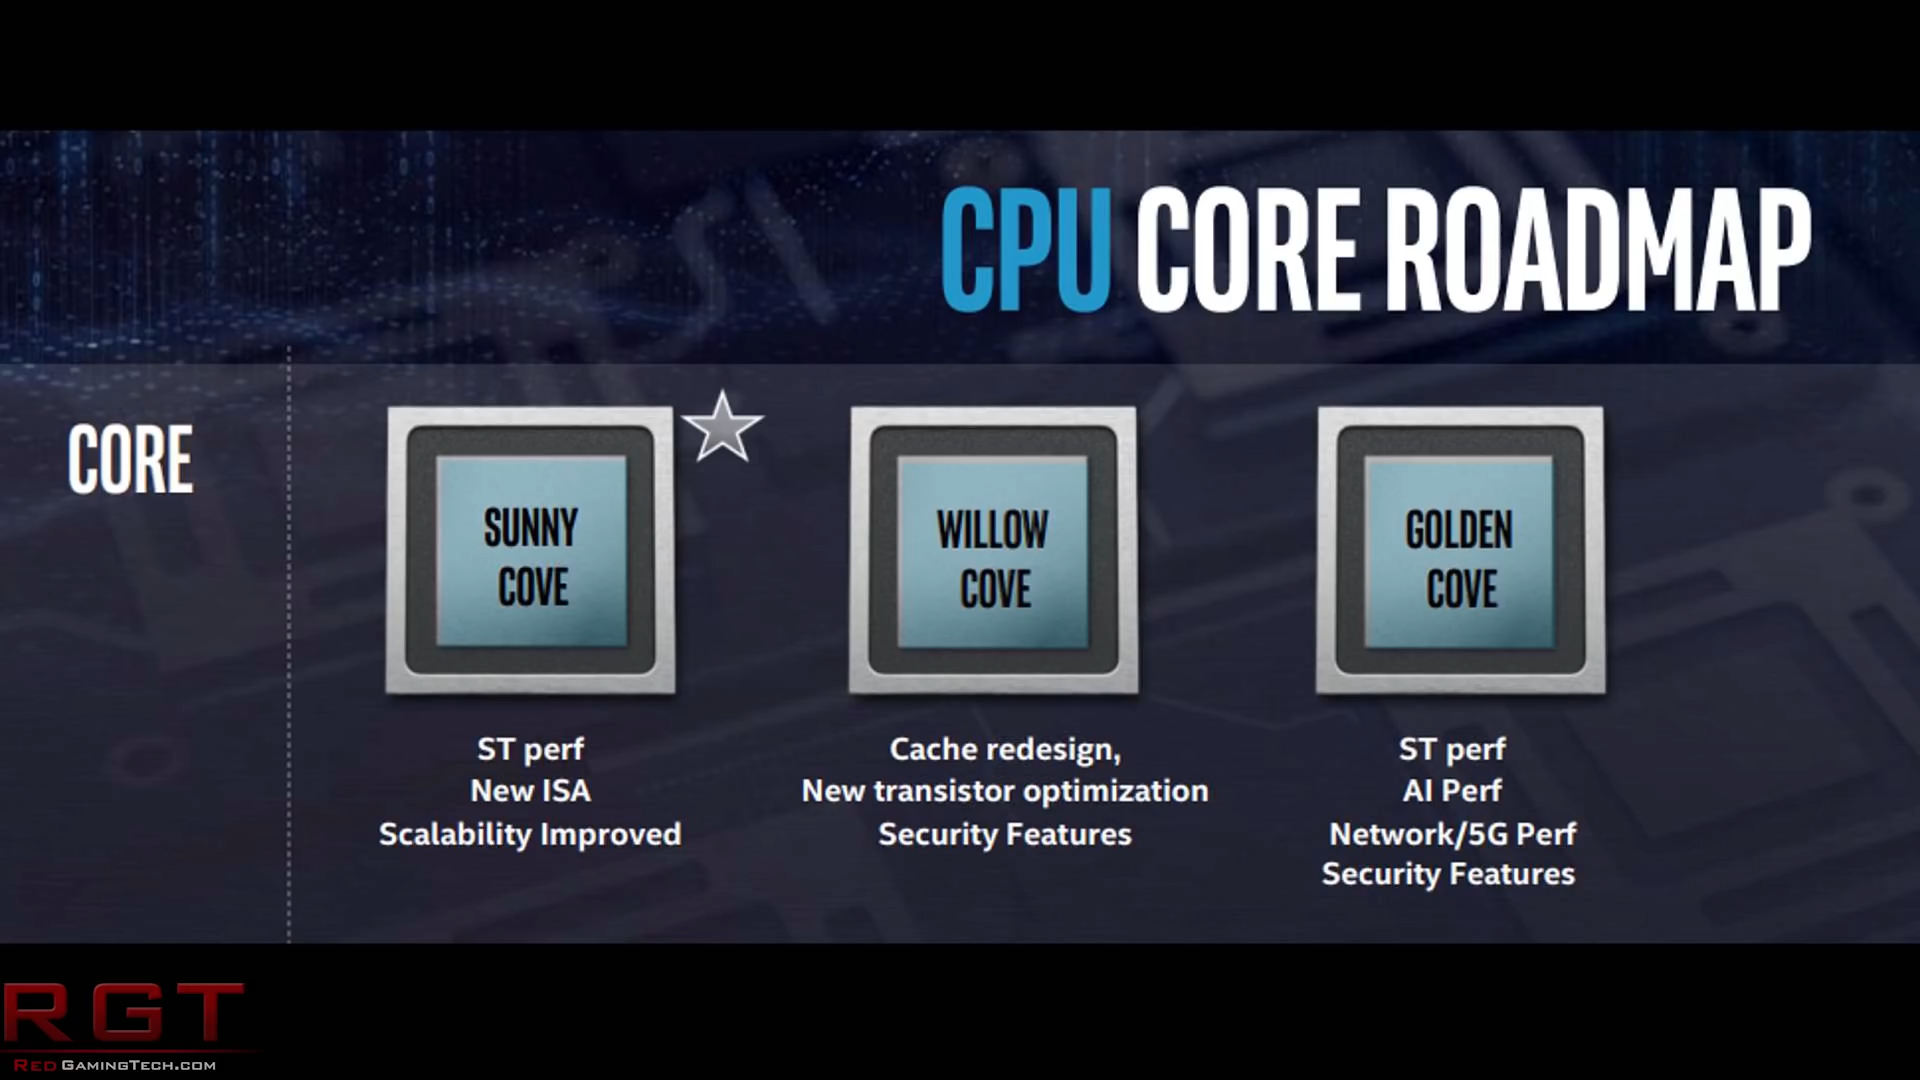 CPU CORE ROADMAP
CORE
SUNNY
COVE
ST perf
New ISA
Scalability Improved
WILLOW
COVE
Cache redesign,
New transistor optimization
Security Features
GOLDEN
COVE
ST perf
AI Perf
Network/5G Perf
Security Features
RGT
REDGAMINGTECH.COM